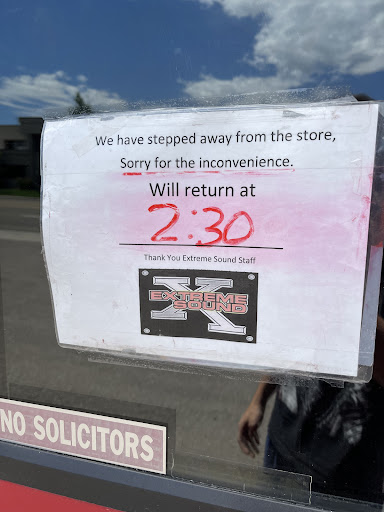 We have stepped away from the store,
Sorry for the inconvenience.
Will return at
2:30
Thank You Extreme Sound Staff
X
EXTREME
SOUND
NO SOLICITORS